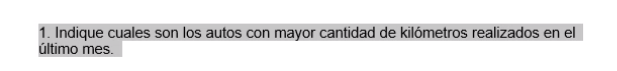 1. Indique cuales son los autos con mayor cantidad de kilómetros realizados en el
último mes.